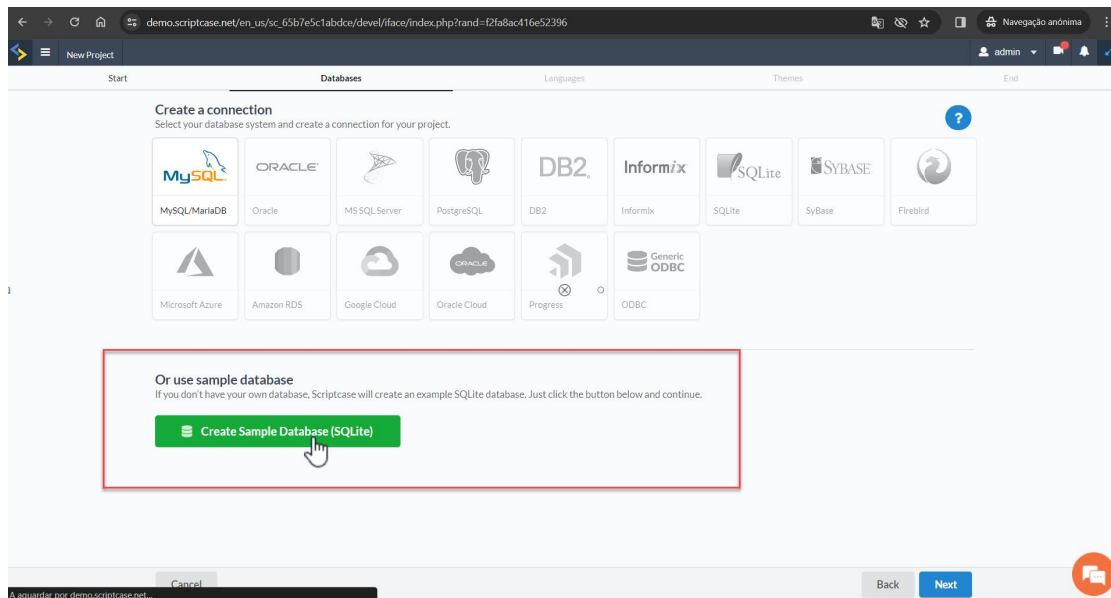 demo.scriptcase.net/en_us/sc_65b7e5c1abdce/devel/iface/index.php?rand=f2fa8ac416e52396
Navegação anónima
New Project
admin
Start
Databases
Languages
Themes
End
Create a connection
Select your database system and create a connection for your project.
?
MySQL
ORACLE
DB2
Informix
SQLite
SYBASE
MySQL/MariaDB
Oracle
MS SQL Server
PostgreSQL
DB2
Informix
SQLite
SyBase
Firebird
ORACLE
Generic
ODBC
Microsoft Azure
Amazon RDS
Google Cloud
Oracle Cloud
Progress
ODBC
Or use sample database
If you don't have your own database, Scriptcase will create an example SQLite database. Just click the button below and continue.
Create Sample Database (SQLite)
Cancel
Back
Next
A aguardar por demo.scriptcase.net...